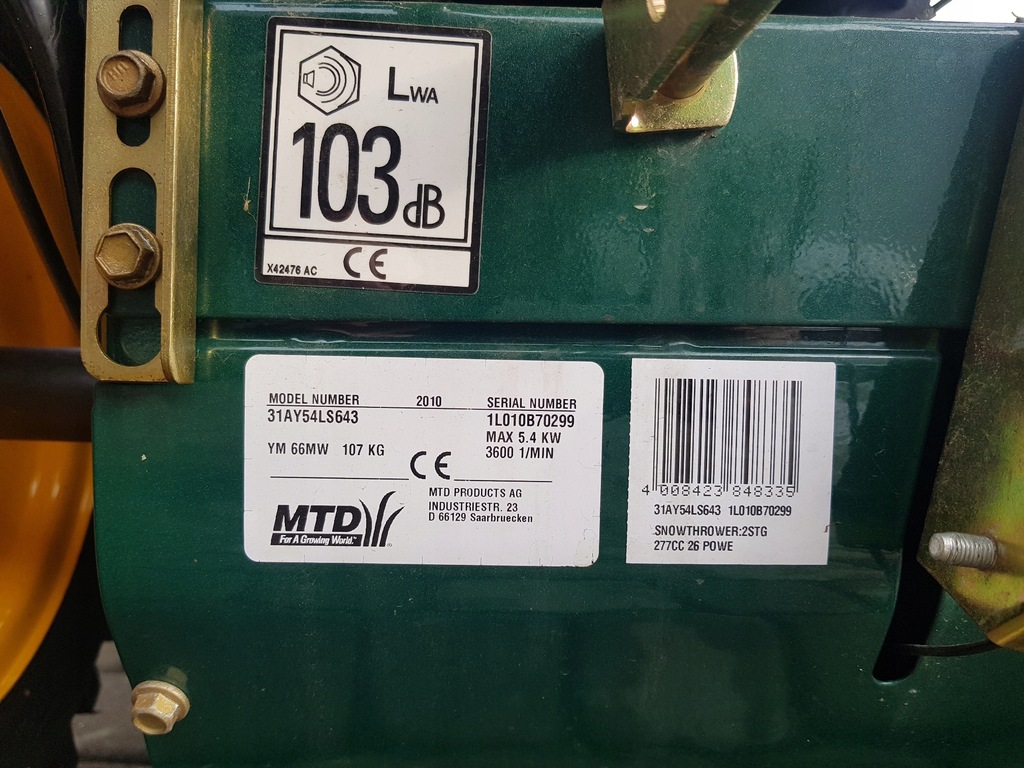 LWA
103 dB
X42476 AC CE
MODEL NUMBER 2010 SERIAL NUMBER
31AY54LS643 1L010B70299
MAX 5.4 KW
YM 66MW 107 KG CE 3600 1/MIN
MTD PRODUCTS AG
INDUSTRIESTR. 23
D 66129 Saarbruecken
MTD
For A Growing World.™
4 008423 848335
31AY54LS643 1L010B70299
SNOWTHROWER:2STG
277CC 26 POWE